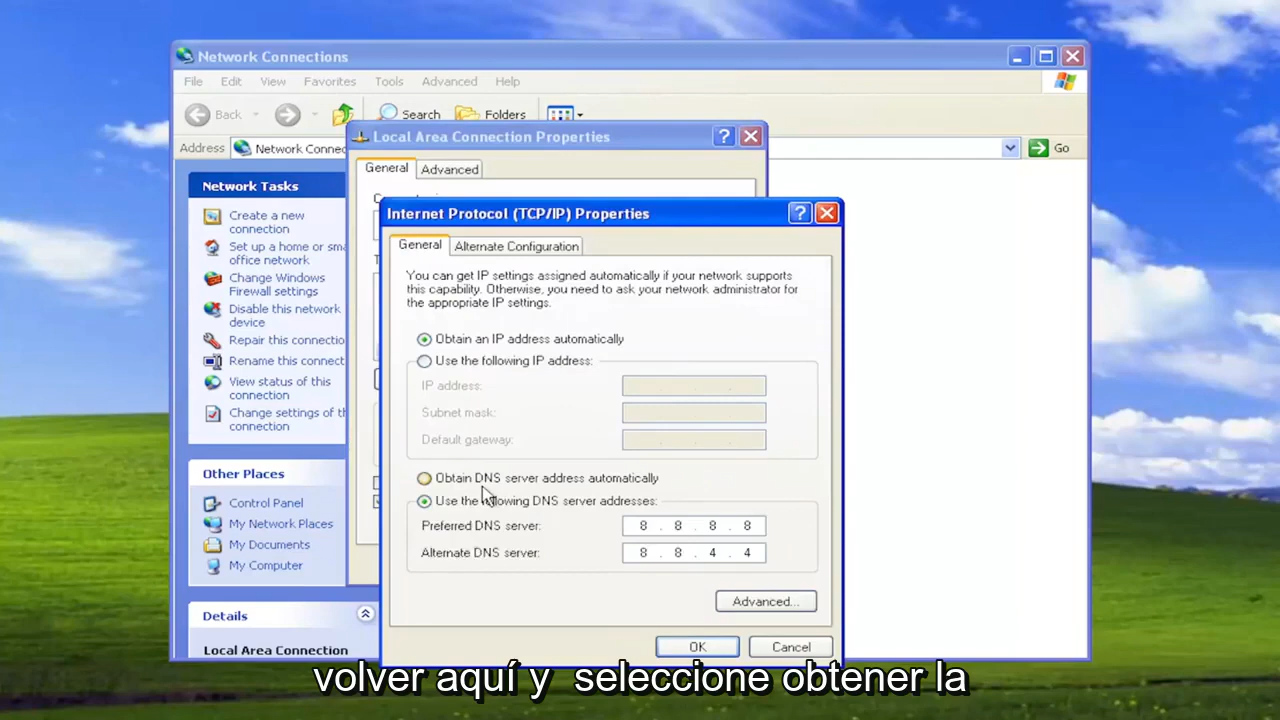 Network Connections
File Edit View Favorites Tools Advanced Help
Back Search Folders
Address Network Connec Go
Local Area Connection Properties
General Advanced
Network Tasks
Create a new
connection
Set up a home or sm
office network
Change Windows
Firewall settings
Disable this network
device
Repair this connectio
Rename this connect
View status of this
connection
Change settings of th
connection
Other Places
Control Panel
My Network Places
My Documents
My Computer
Details
Local Area Connection
Internet Protocol (TCP/IP) Properties
General Alternate Configuration
You can get IP settings assigned automatically if your network supports
this capability. Otherwise, you need to ask your network administrator for
the appropriate IP settings.
Obtain an IP address automatically
Use the following IP address:
IP address:
Subnet mask:
Default gateway:
Obtain DNS server address automatically
Use the following DNS server addresses:
Preferred DNS server: 8 . 8 . 8 . 8
Alternate DNS server: 8 . 8 . 4 . 4
Advanced...
OK Cancel
volver aquí y seleccione obtener la